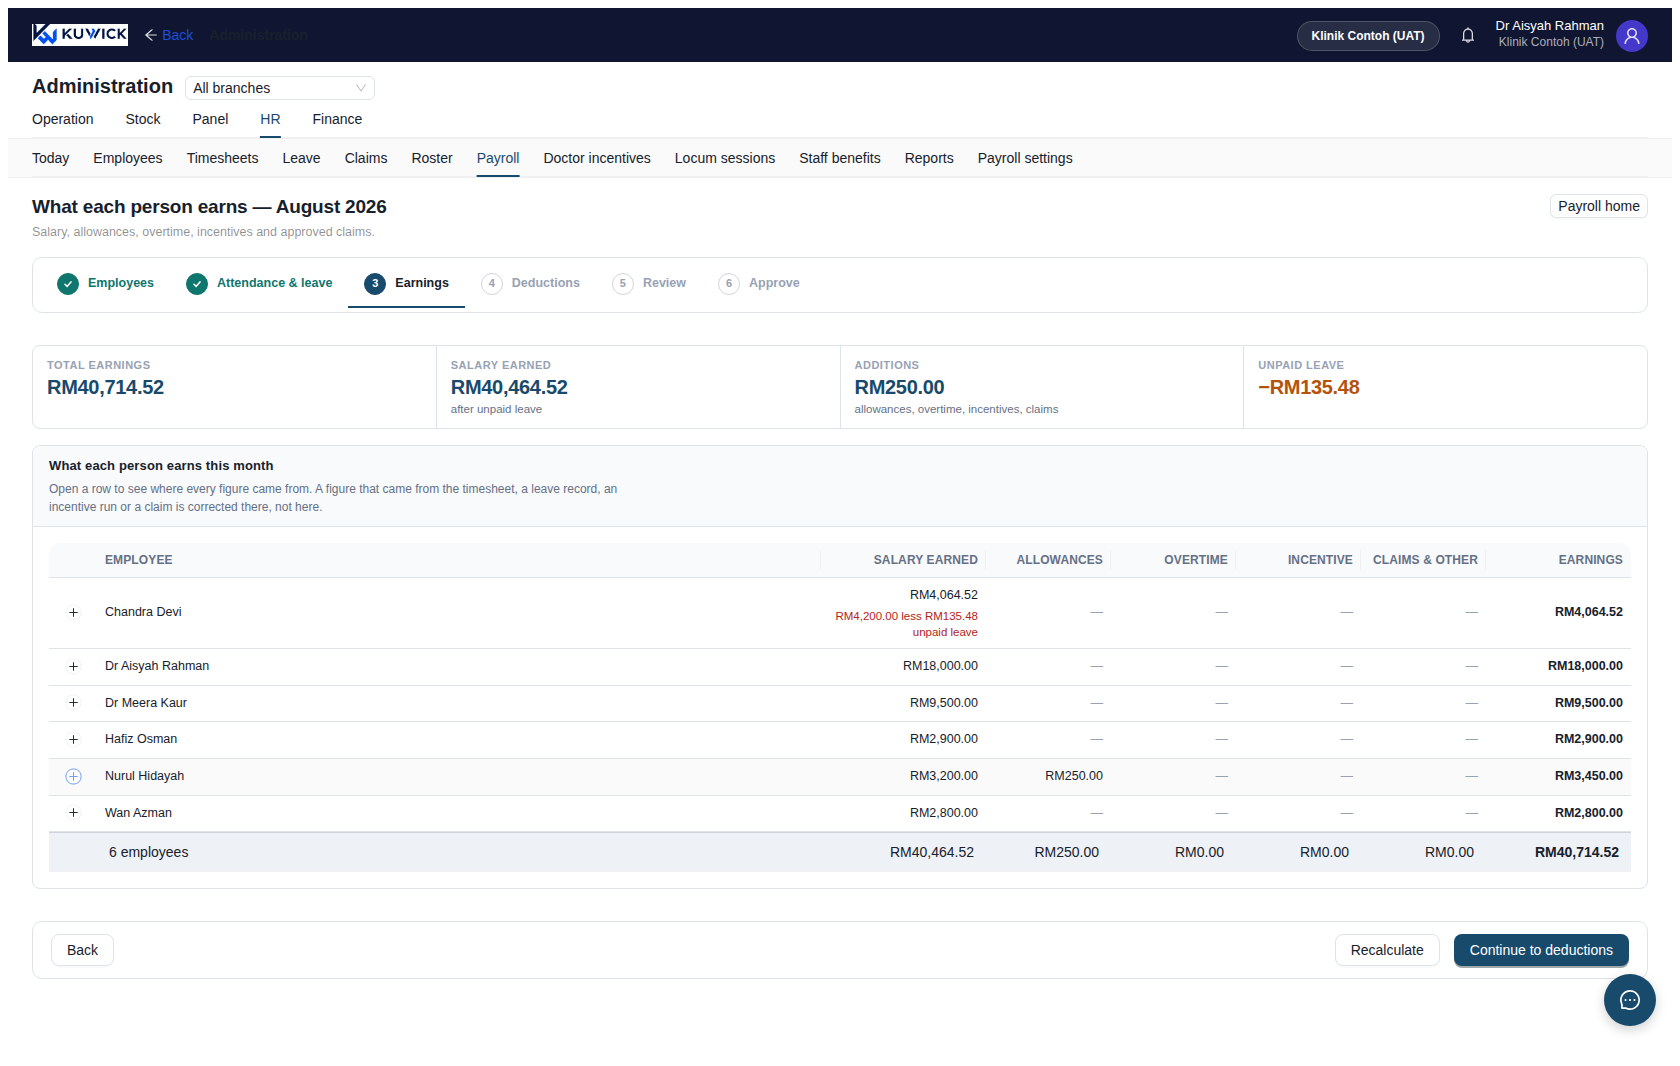 KUWICK
Back
Administration
Klinik Contoh (UAT)
Dr Aisyah Rahman
Klinik Contoh (UAT)
Administration
All branches
Operation Stock Panel HR Finance
Today Employees Timesheets Leave Claims Roster Payroll Doctor incentives Locum sessions Staff benefits Reports Payroll settings
What each person earns — August 2026
Payroll home
Salary, allowances, overtime, incentives and approved claims.
Employees Attendance & leave 3 Earnings 4 Deductions 5 Review 6 Approve
TOTAL EARNINGS
RM40,714.52
SALARY EARNED
RM40,464.52
after unpaid leave
ADDITIONS
RM250.00
allowances, overtime, incentives, claims
UNPAID LEAVE
−RM135.48
What each person earns this month
Open a row to see where every figure came from. A figure that came from the timesheet, a leave record, an
incentive run or a claim is corrected there, not here.
EMPLOYEE SALARY EARNED ALLOWANCES OVERTIME INCENTIVE CLAIMS & OTHER EARNINGS
Chandra Devi RM4,064.52 — — — — RM4,064.52
RM4,200.00 less RM135.48
unpaid leave
Dr Aisyah Rahman RM18,000.00 — — — — RM18,000.00
Dr Meera Kaur RM9,500.00 — — — — RM9,500.00
Hafiz Osman RM2,900.00 — — — — RM2,900.00
Nurul Hidayah RM3,200.00 RM250.00 — — — RM3,450.00
Wan Azman RM2,800.00 — — — — RM2,800.00
6 employees RM40,464.52 RM250.00 RM0.00 RM0.00 RM0.00 RM40,714.52
Back
Recalculate
Continue to deductions